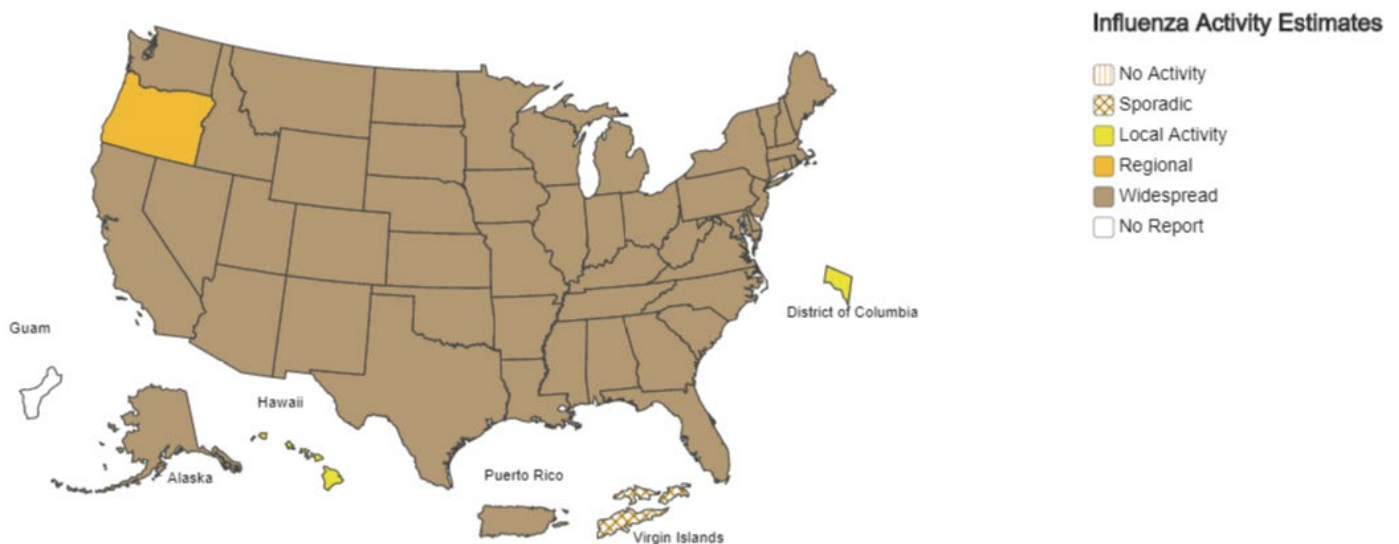 Influenza Activity Estimates
No Activity
Sporadic
Local Activity
Regional
Widespread
No Report
District of Columbia
Guam
Hawaii
Alaska
Puerto Rico
Virgin Islands